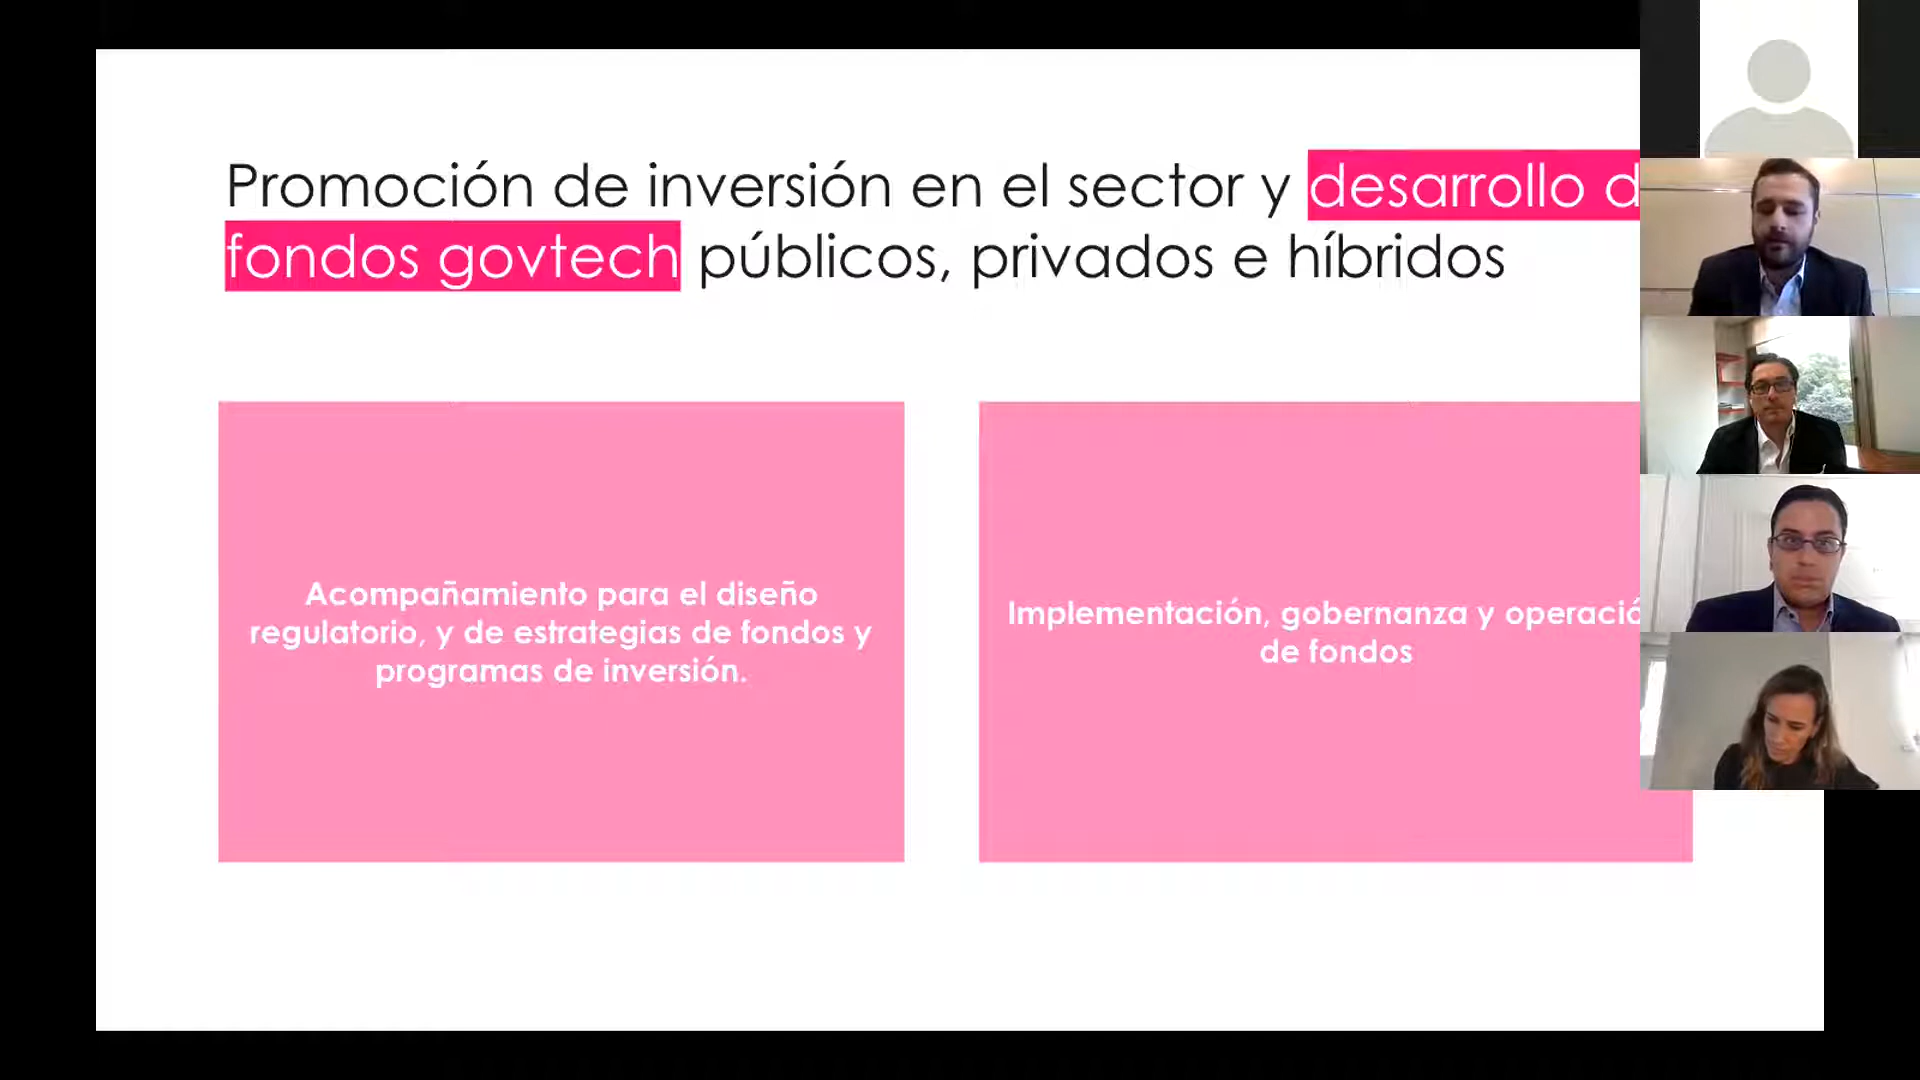 Promoción de inversión en el sector y desarrollo d
fondos govtech públicos, privados e híbridos
Acompañamiento para el diseño
regulatorio, y de estrategias de fondos y
programas de inversión.
Implementación, gobernanza y operació
de fondos